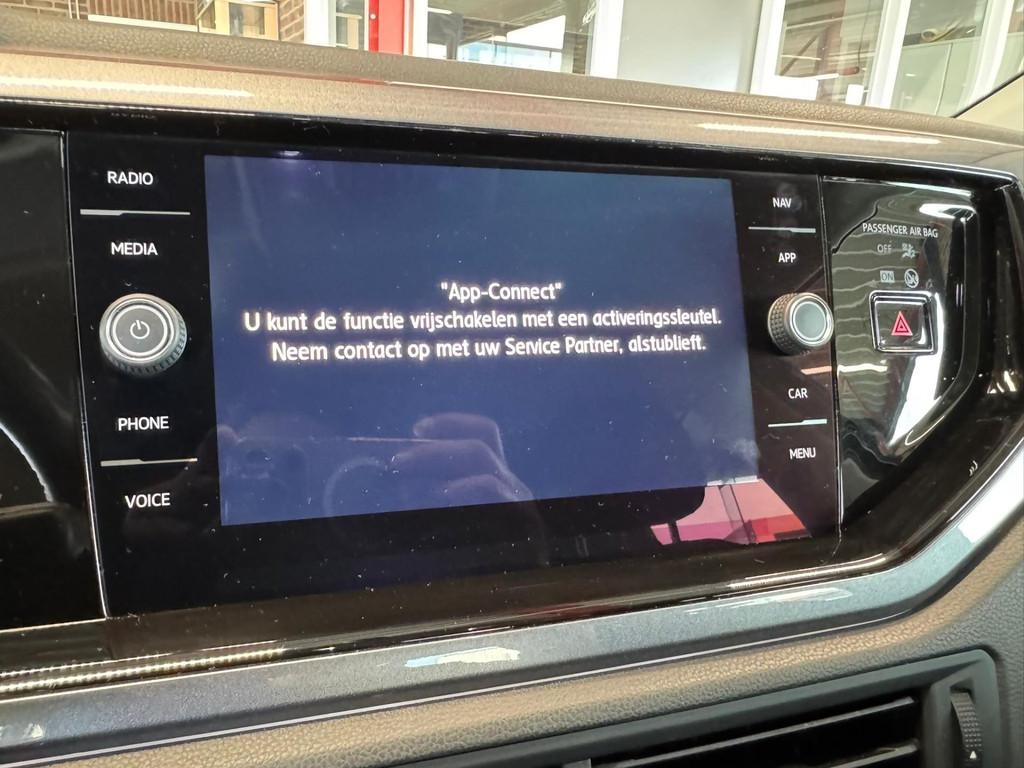 RADIO
MEDIA
PHONE
VOICE
"App-Connect"
U kunt de functie vrijschakelen met een activeringssleutel.
Neem contact op met uw Service Partner, alstublieft.
NAV
APP
CAR
MENU
PASSENGER AIR BAG
OFF
ON